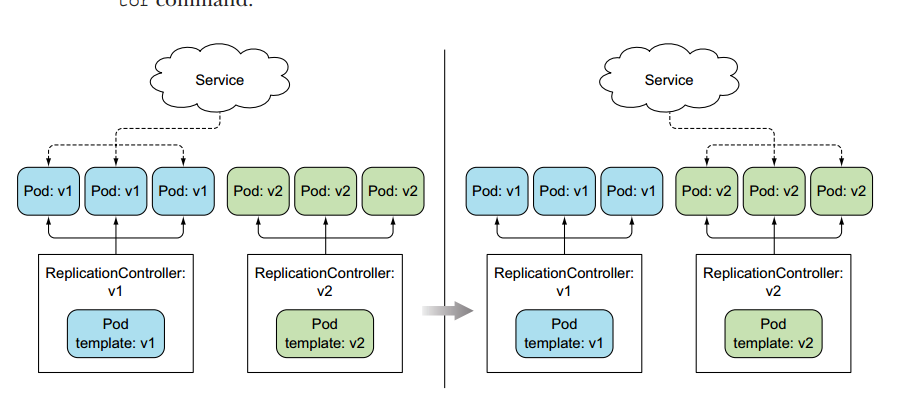 command.
Service
Service
Pod: v1 Pod: v1 Pod: v1 Pod: v2 Pod: v2 Pod: v2
Pod: v1 Pod: v1 Pod: v1 Pod: v2 Pod: v2 Pod: v2
ReplicationController:
v1
Pod
template: v1
ReplicationController:
v2
Pod
template: v2
ReplicationController:
v1
Pod
template: v1
ReplicationController:
v2
Pod
template: v2